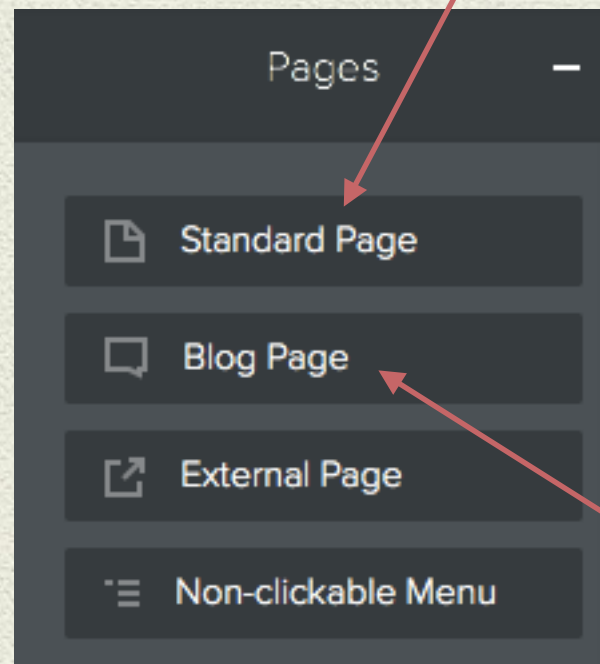 Pages
Standard Page
Blog Page
External Page
Non-clickable Menu